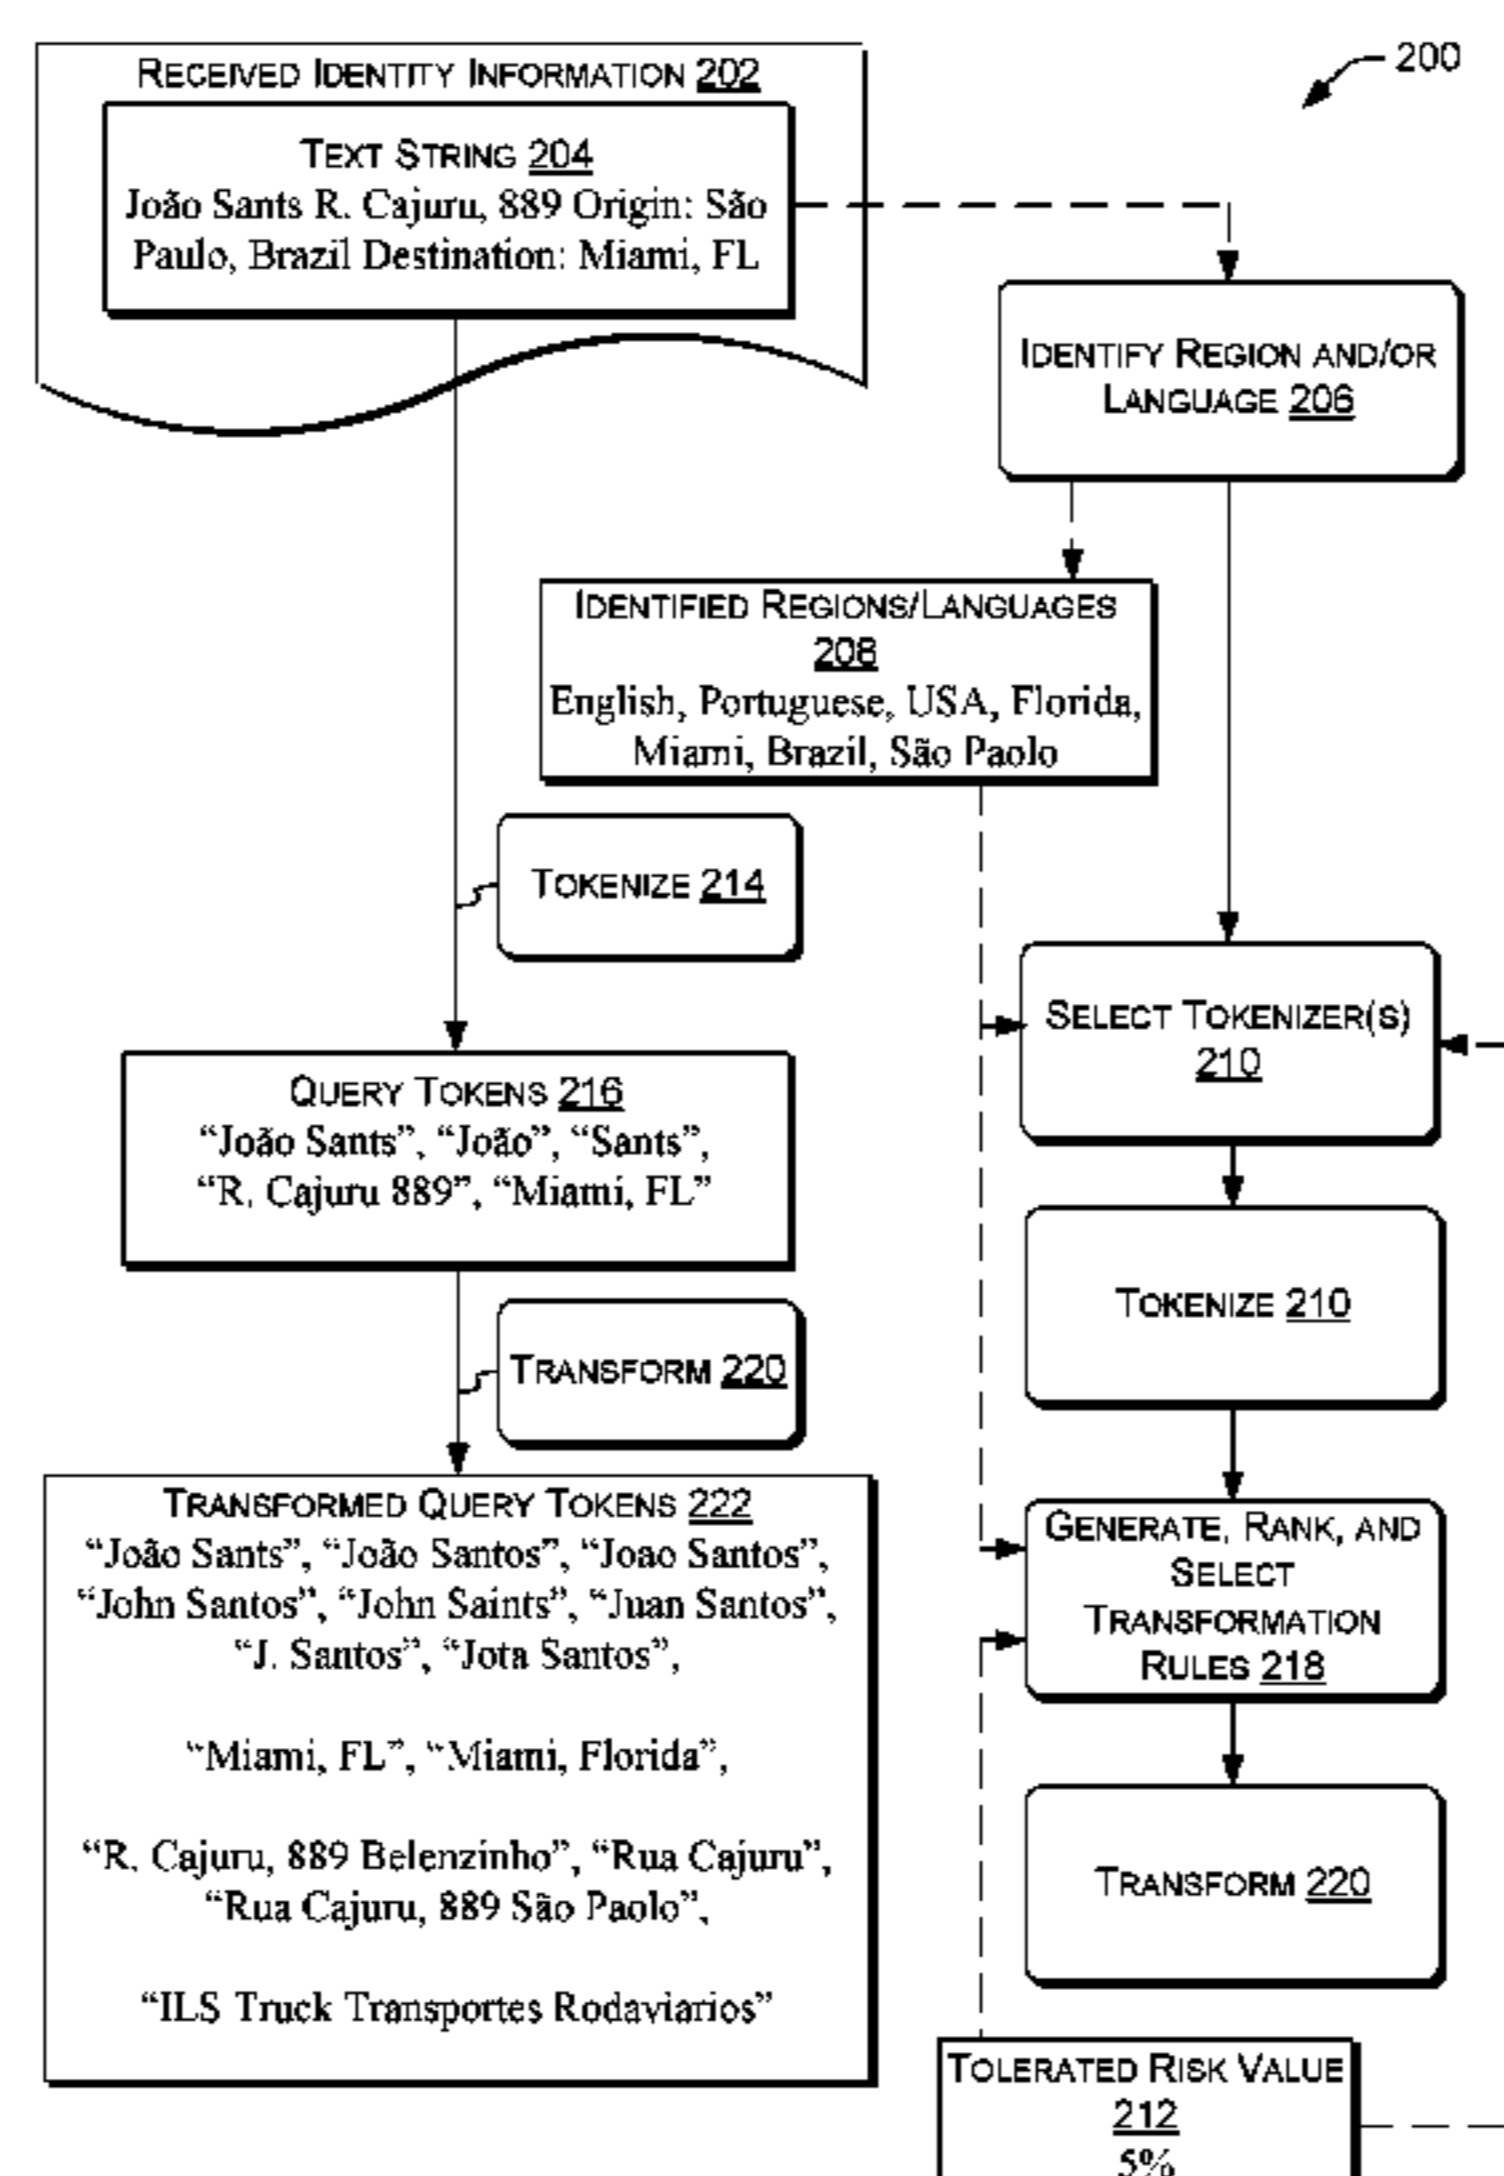 200
RECEIVED IDENTITY INFORMATION 202
TEXT STRING 204
João Sants R. Cajuru, 889 Origin: São
Paulo, Brazil Destination: Miami, FL
IDENTIFY REGION AND/OR
LANGUAGE 206
IDENTIFIED REGIONS/LANGUAGES
208
English, Portuguese, USA, Florida,
Miami, Brazil, São Paolo
TOKENIZE 214
SELECT TOKENIZER(S)
210
QUERY TOKENS 216
“João Sants”, “João”, “Sants”,
“R. Cajuru 889”, “Miami, FL”
TOKENIZE 210
TRANSFORM 220
TRANSFORMED QUERY TOKENS 222
“João Sants”, “João Santos”, “Joao Santos”,
“John Santos”, “John Saints”, “Juan Santos”,
“J. Santos”, “Jota Santos”,
“Miami, FL”, “Miami, Florida”,
“R. Cajuru, 889 Belenzinho”, “Rua Cajuru”,
“Rua Cajuru, 889 São Paolo”,
“ILS Truck Transportes Rodaviarios”
GENERATE, RANK, AND
SELECT
TRANSFORMATION
RULES 218
TRANSFORM 220
TOLERATED RISK VALUE
212
5%